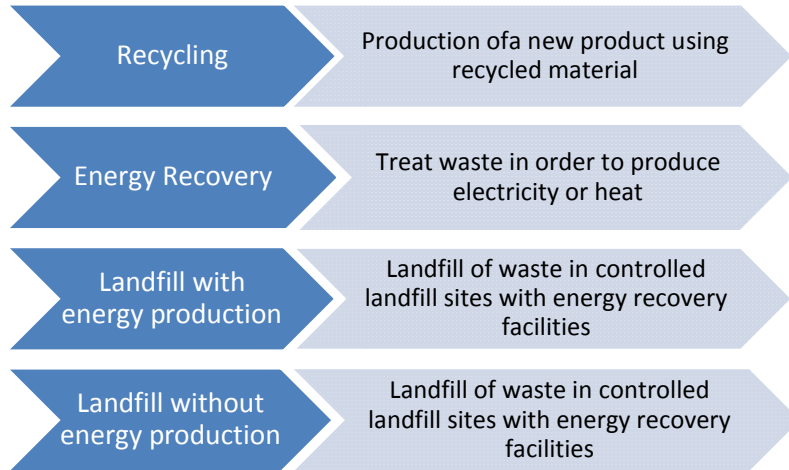 Recycling
Production ofa new product using
recycled material
Energy Recovery
Treat waste in order to produce
electricity or heat
Landfill with
energy production
Landfill of waste in controlled
landfill sites with energy recovery
facilities
Landfill without
energy production
Landfill of waste in controlled
landfill sites with energy recovery
facilities